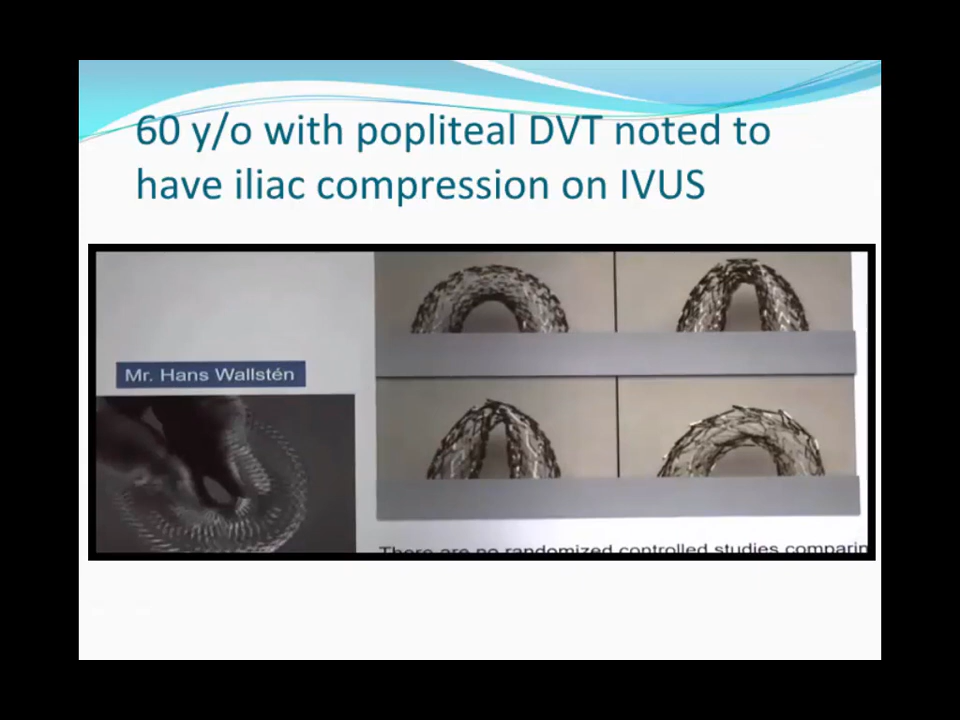 60 y/o with popliteal DVT noted to
have iliac compression on IVUS
Mr. Hans Wallstén
There are no randomized controlled studies comparin